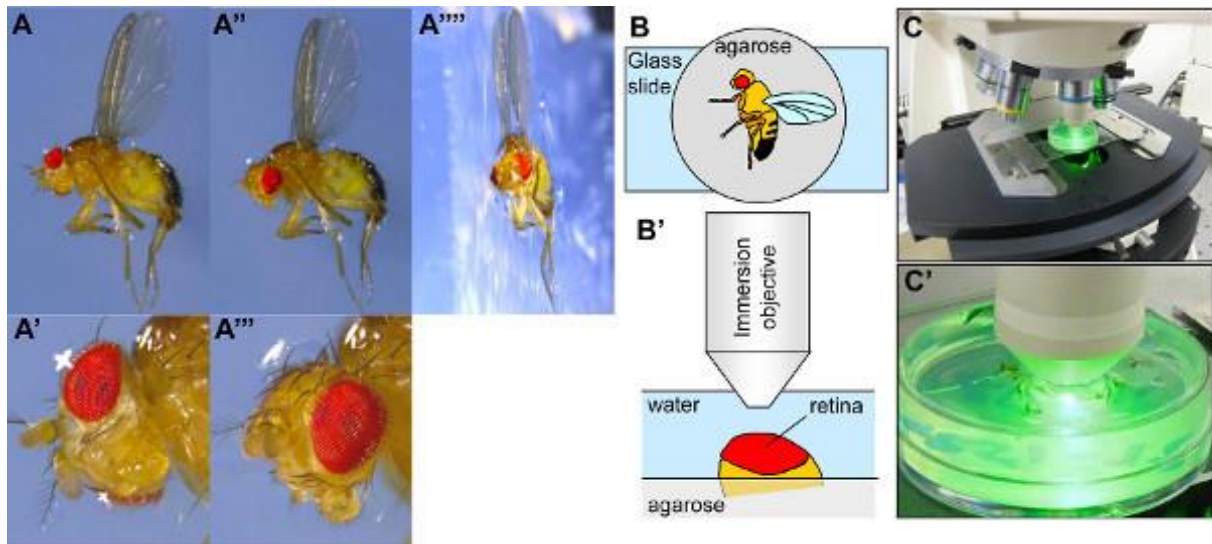 A
A''
A''''
A'
A'''
B
agarose
Glass
slide
B'
Immersion
objective
water
retina
agarose
C
C'